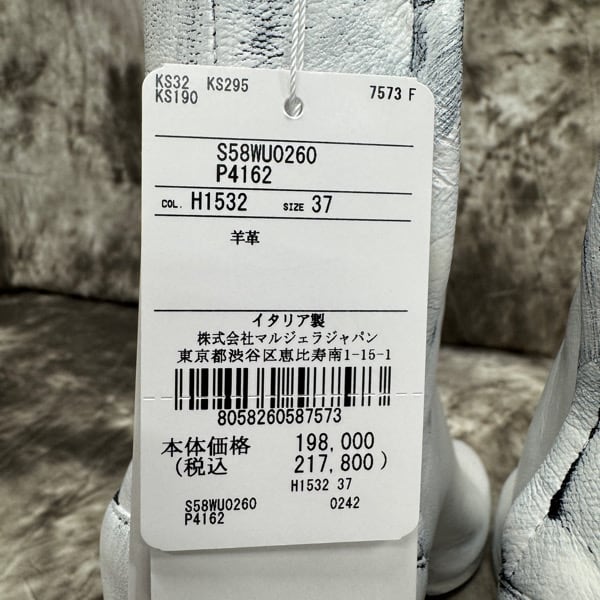 KS32 KS295
KS190
7573 F
S58WU0260
P4162
COL. H1532 SIZE 37
羊革
イタリア製
株式会社マルジェラジャパン
東京都渋谷区恵比寿南1-15-1
8058260587573
本体価格 198,000
(税込 217,800)
H1532 37
S58WU0260 0242
P4162